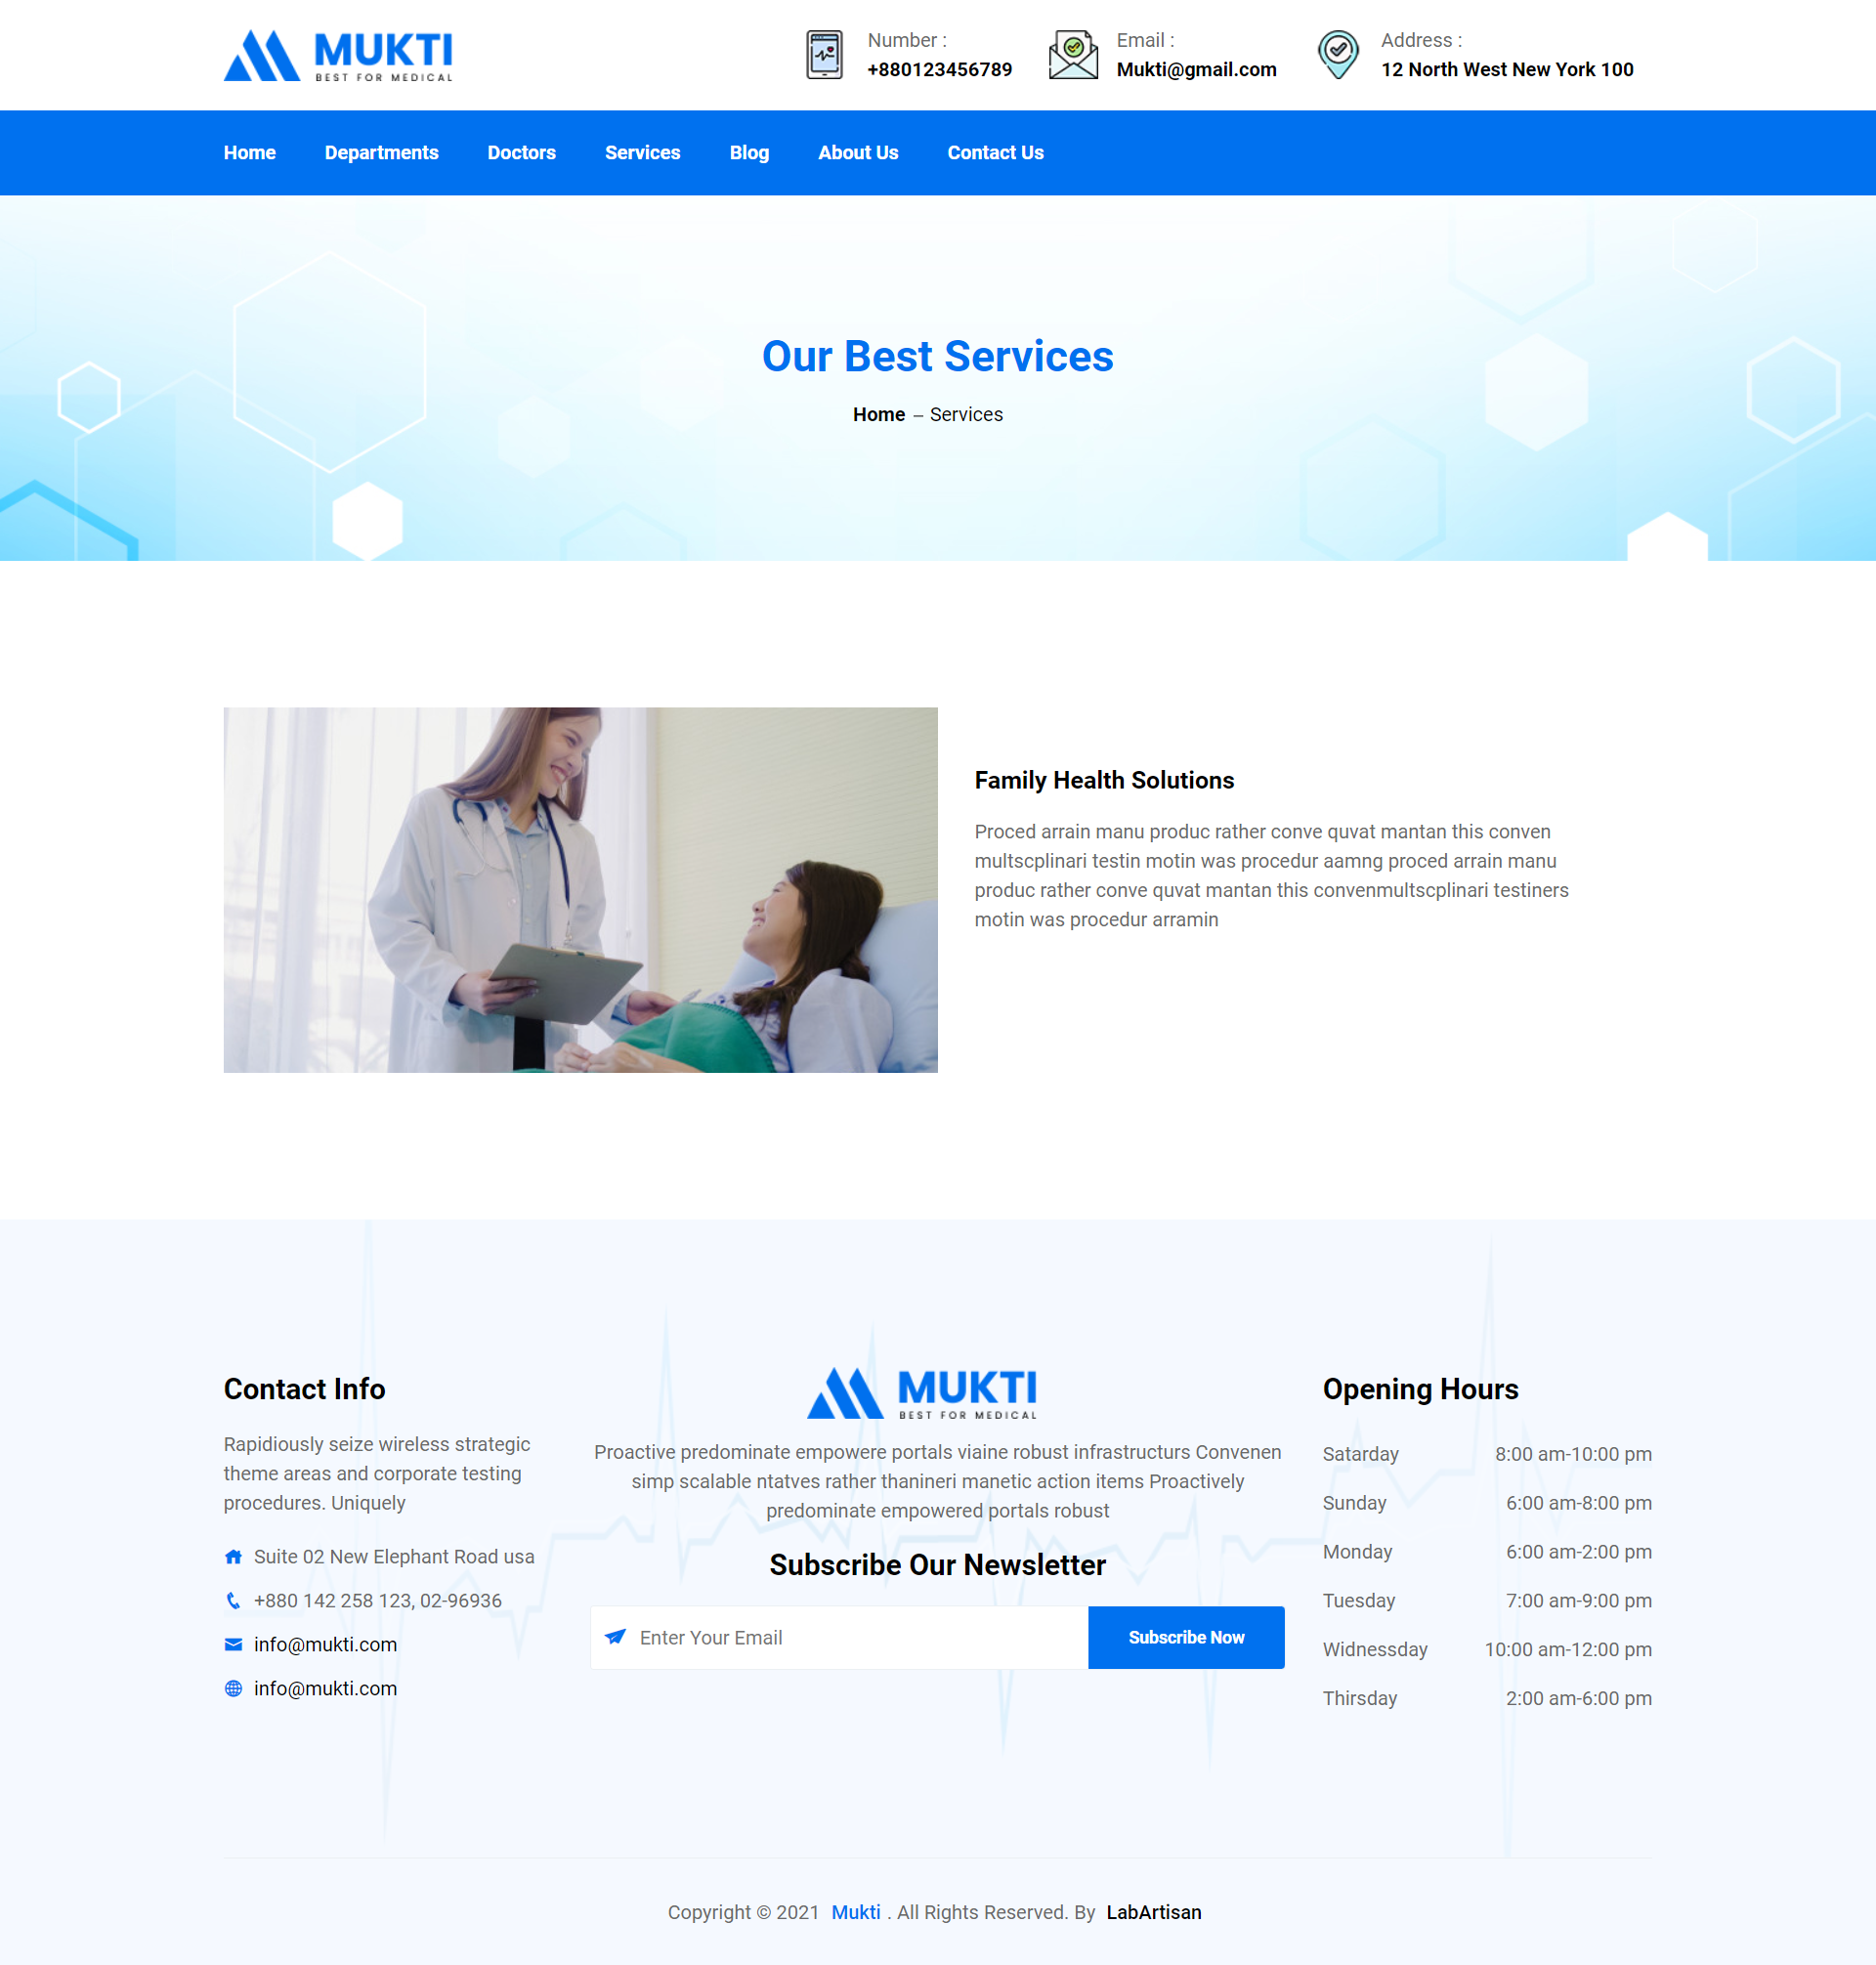 MUKTI
BEST FOR MEDICAL
Number :
+880123456789
Email :
Mukti@gmail.com
Address :
12 North West New York 100
Home Departments Doctors Services Blog About Us Contact Us
Our Best Services
Home – Services
Family Health Solutions
Proced arrain manu produc rather conve quvat mantan this conven
multscplinari testin motin was procedur aamng proced arrain manu
produc rather conve quvat mantan this convenmultscplinari testiners
motin was procedur arramin
Contact Info
Rapidiously seize wireless strategic
theme areas and corporate testing
procedures. Uniquely
Suite 02 New Elephant Road usa
+880 142 258 123, 02-96936
info@mukti.com
info@mukti.com
MUKTI
BEST FOR MEDICAL
Proactive predominate empowere portals viaine robust infrastructurs Convenen
simp scalable ntatves rather thanineri manetic action items Proactively
predominate empowered portals robust
Subscribe Our Newsletter
Enter Your Email
Subscribe Now
Opening Hours
Satarday 8:00 am-10:00 pm
Sunday 6:00 am-8:00 pm
Monday 6:00 am-2:00 pm
Tuesday 7:00 am-9:00 pm
Widnessday 10:00 am-12:00 pm
Thirsday 2:00 am-6:00 pm
Copyright © 2021 Mukti . All Rights Reserved. By LabArtisan